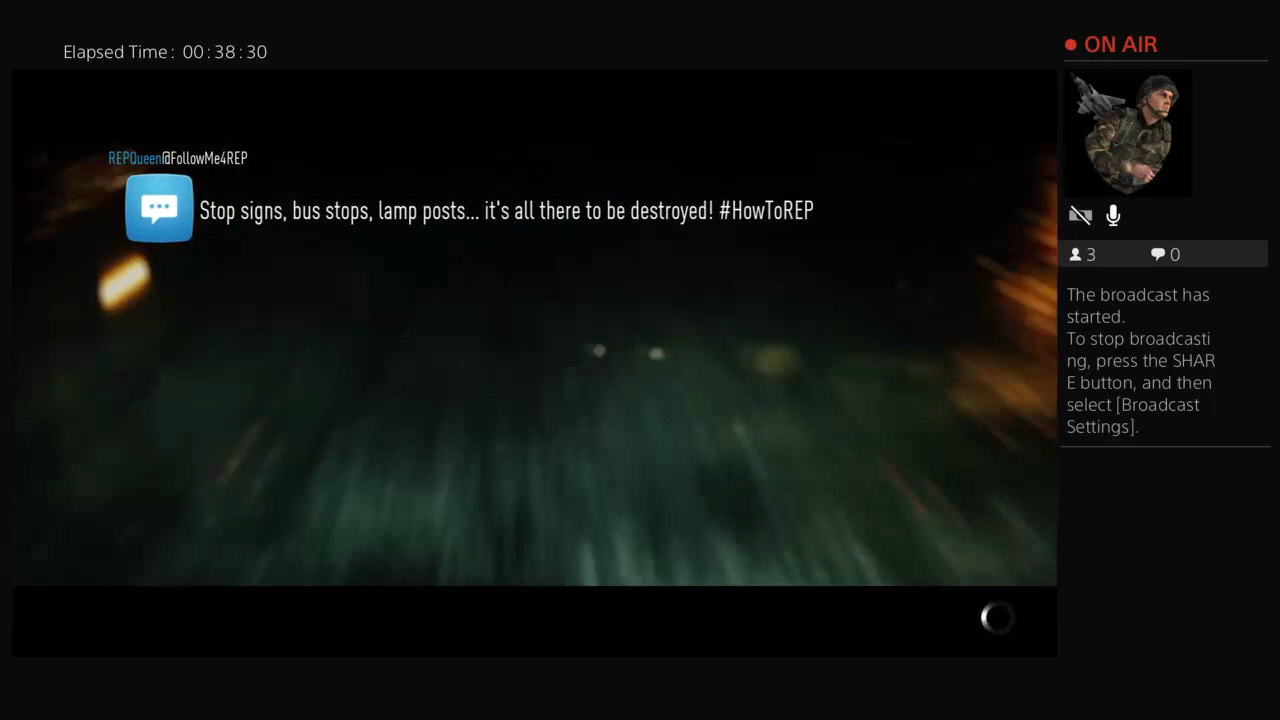 Elapsed Time: 00:38:30
ON AIR
REPQueen@FollowMe4REP
Stop signs, bus stops, lamp posts... it's all there to be destroyed! #HowToREP
3 0
The broadcast has
started.
To stop broadcasti
ng, press the SHAR
E button, and then
select [Broadcast
Settings].